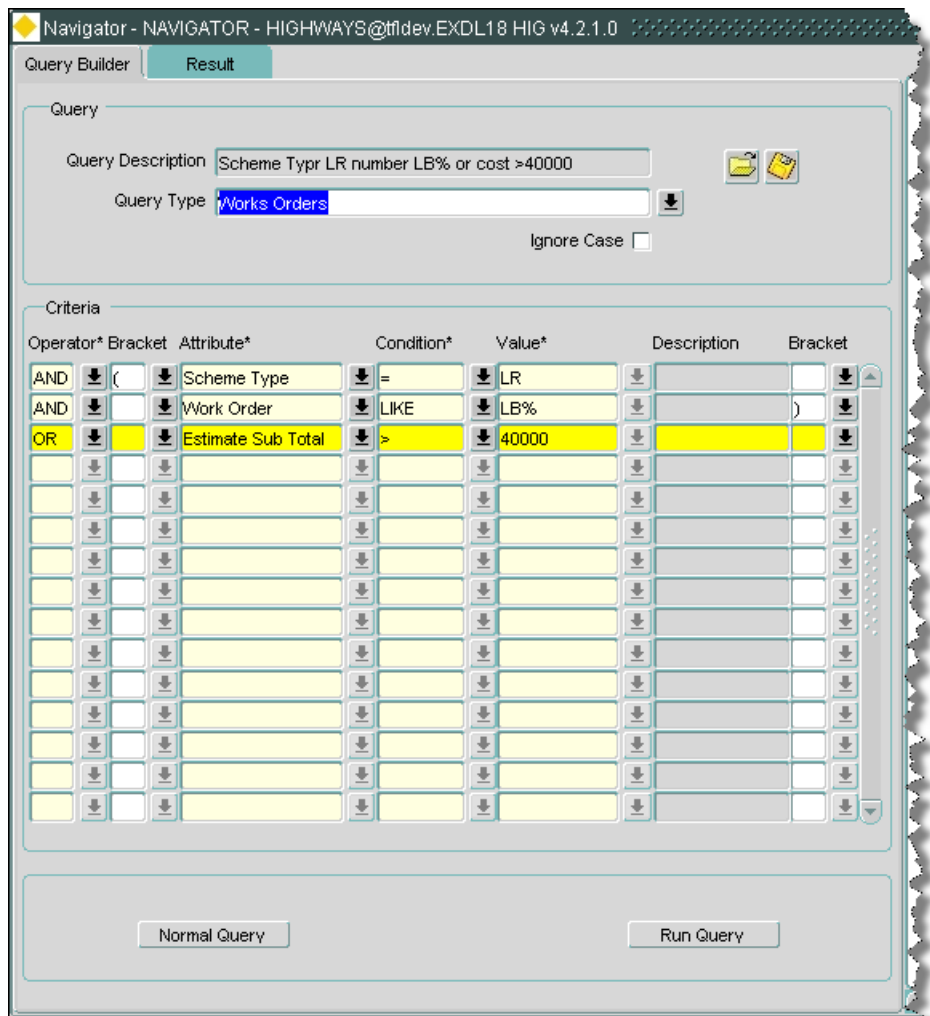 Navigator - NAVIGATOR - HIGHWAYS@tfldev.EXDL18 HIG v4.2.1.0
Query Builder Result
Query
Query Description Scheme Typr LR number LB% or cost >40000
Query Type Works Orders
Ignore Case
Criteria
Operator* Bracket Attribute* Condition* Value* Description Bracket
AND ( Scheme Type = LR
AND Work Order LIKE LB% )
OR Estimate Sub Total > 40000
Normal Query Run Query